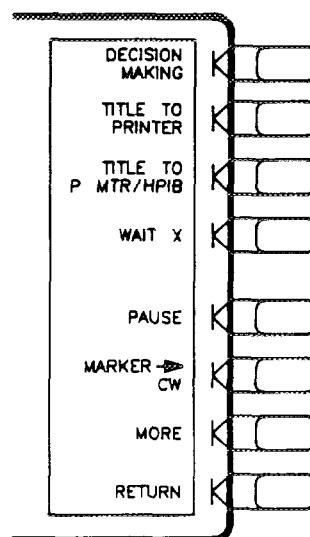 DECISION
MAKING
TITLE TO
PRINTER
TITLE TO
P MTR/HPIB
WAIT X
PAUSE
MARKER →
CW
MORE
RETURN